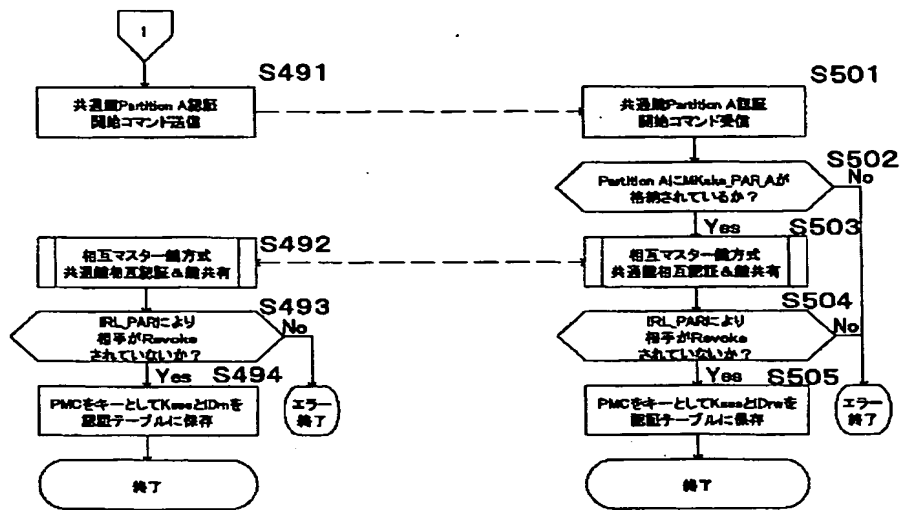 1
S491
共通鍵Partition A認証
開始コマンド送信
S501
共通鍵Partition A認証
開始コマンド受信
S502
Partition AにMKake_PAR_Aが
格納されているか?
No
Yes
S492
相互マスター鍵方式
共通鍵相互認証&鍵共有
S503
相互マスター鍵方式
共通鍵相互認証&鍵共有
S493
IRL_PARにより
相手がRevoke
されていないか?
No
Yes
S504
IRL_PARにより
相手がRevoke
されていないか?
No
Yes
S494
PMCをキーとしてKsesとIDmを
認証テーブルに保存
エラー
終了
S505
PMCをキーとしてKsesとIDrwを
認証テーブルに保存
エラー
終了
終了
終了